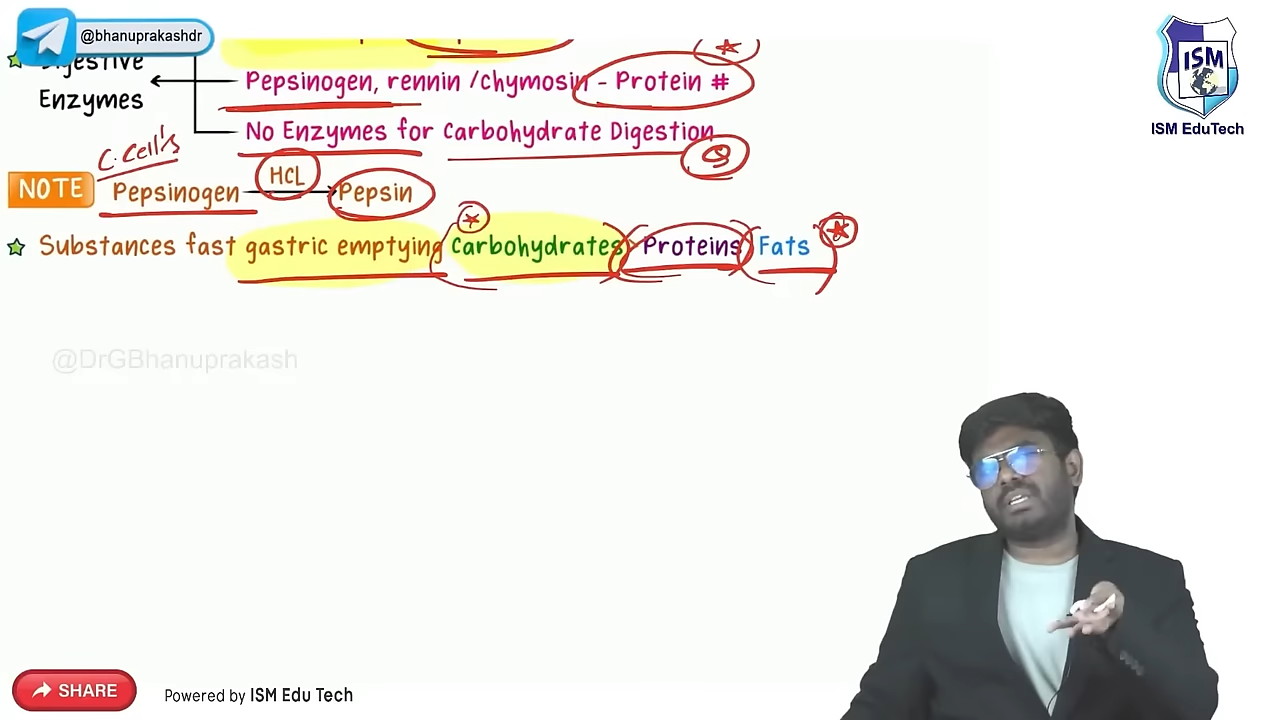 @bhanuprakashdr
Digestive
Enzymes
Pepsinogen, rennin /chymosin - Protein #
No Enzymes for Carbohydrate Digestion
C. Cell's
HCL
NOTE Pepsinogen Pepsin
Substances fast gastric emptying Carbohydrates > Proteins Fats
@DrGBhanuprakash
SHARE
Powered by ISM Edu Tech
ISM
ISM EduTech